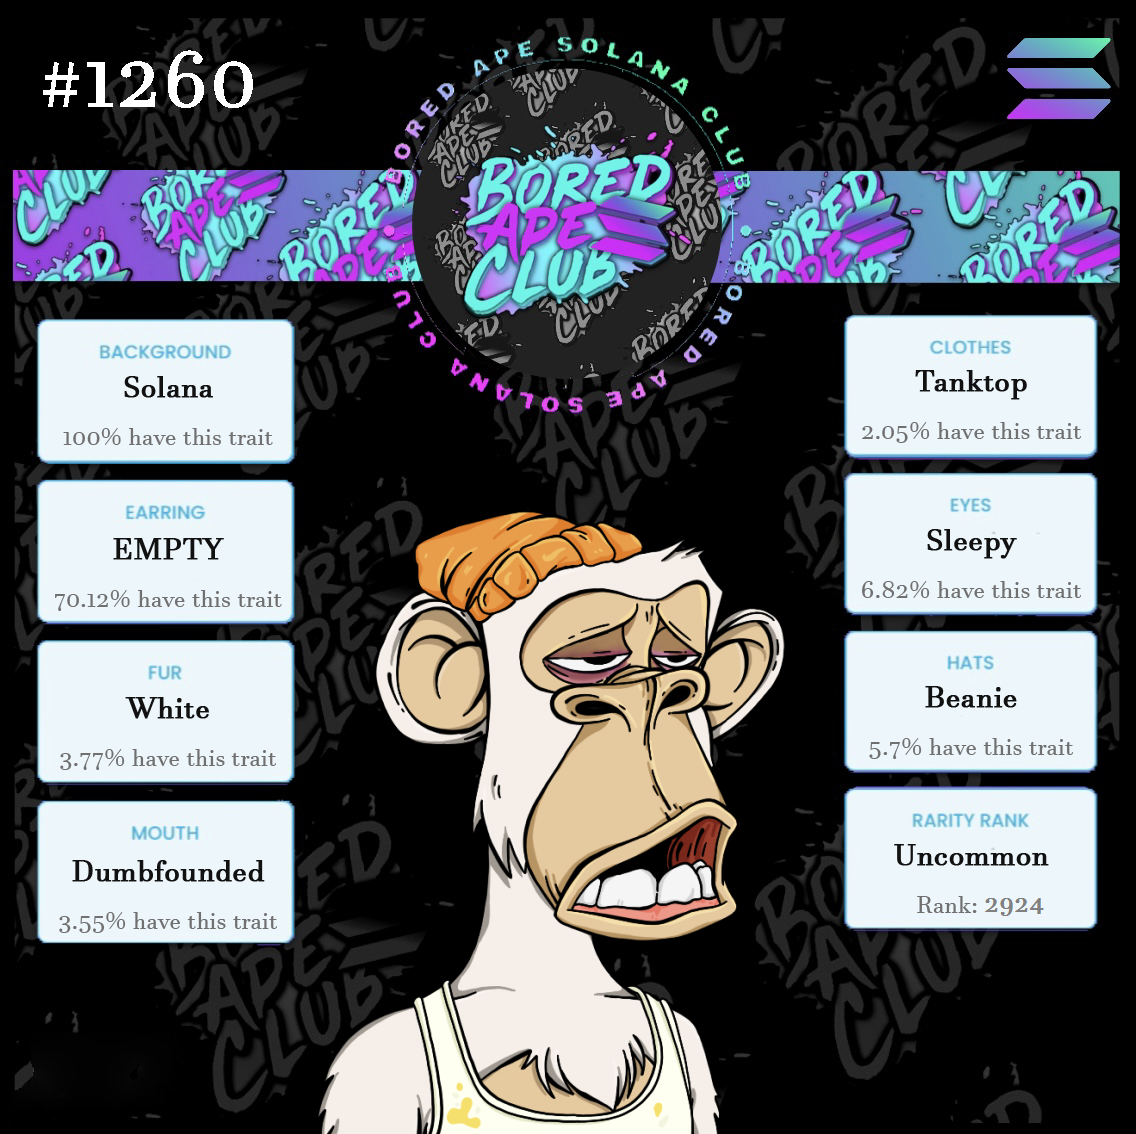 #1260
BORED APE SOLANA CLUB
BORED
APE
CLUB
BORED APE SOLANA CLUB
BACKGROUND
Solana
100% have this trait
EARRING
EMPTY
70.12% have this trait
FUR
White
3.77% have this trait
MOUTH
Dumbfounded
3.55% have this trait
CLOTHES
Tanktop
2.05% have this trait
EYES
Sleepy
6.82% have this trait
HATS
Beanie
5.7% have this trait
RARITY RANK
Uncommon
Rank: 2924